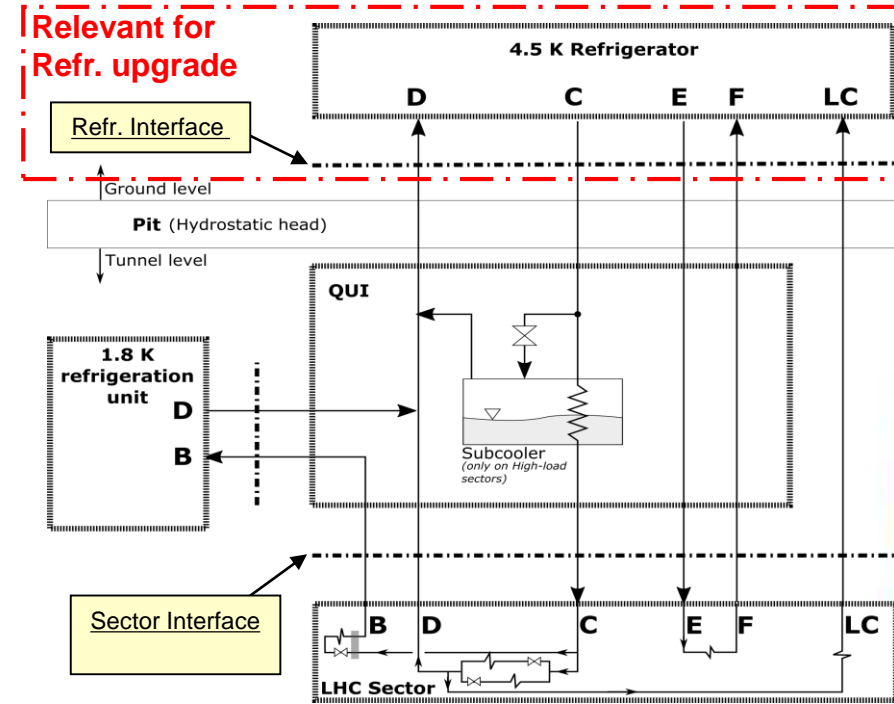 Relevant for
Refr. upgrade
4.5 K Refrigerator
D C E F LC
Refr. Interface
Ground level
Pit (Hydrostatic head)
Tunnel level
QUI
1.8 K
refrigeration
unit
D
B
Subcooler
(only on High-load
sectors)
Sector Interface
B D C E F LC
LHC Sector